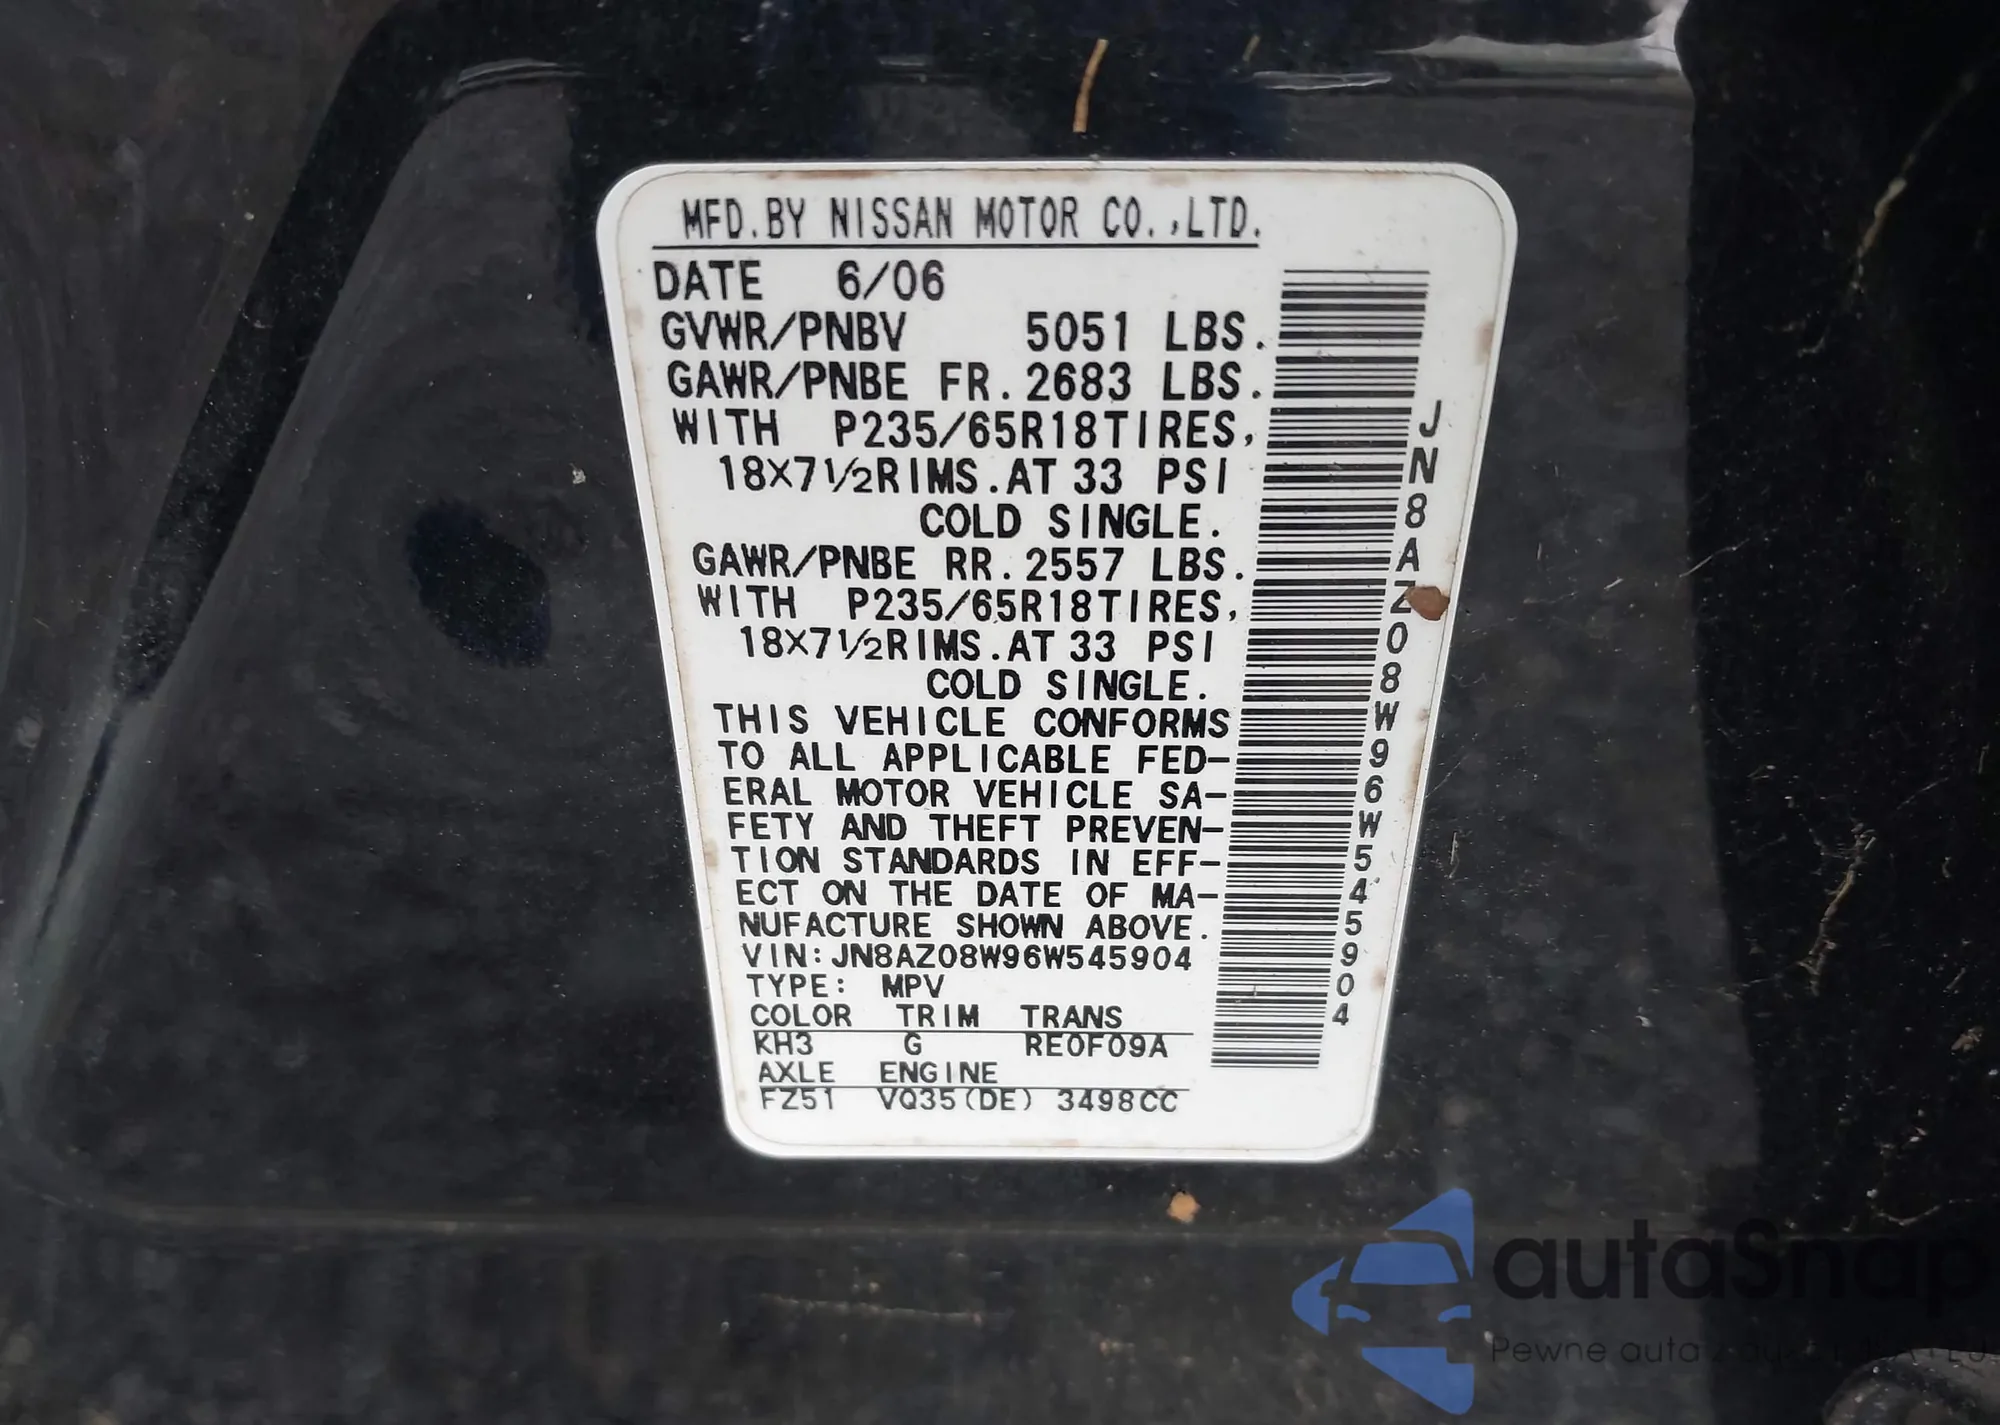 MFD.BY NISSAN MOTOR CO.,LTD.
DATE 6/06
GVWR/PNBV 5051 LBS.
GAWR/PNBE FR.2683 LBS.
WITH P235/65R18TIRES,
18X7½RIMS.AT 33 PSI
COLD SINGLE.
GAWR/PNBE RR.2557 LBS.
WITH P235/65R18TIRES,
18X7½RIMS.AT 33 PSI
COLD SINGLE.
THIS VEHICLE CONFORMS
TO ALL APPLICABLE FED-
ERAL MOTOR VEHICLE SA-
FETY AND THEFT PREVEN-
TION STANDARDS IN EFF-
ECT ON THE DATE OF MA-
NUFACTURE SHOWN ABOVE.
VIN:JN8AZ08W96W545904
TYPE: MPV
COLOR TRIM TRANS
KH3 G RE0F09A
AXLE ENGINE
FZ51 VQ35(DE) 3498CC
JN8AZ08W96W545904
autaSnap
Pewne auta z